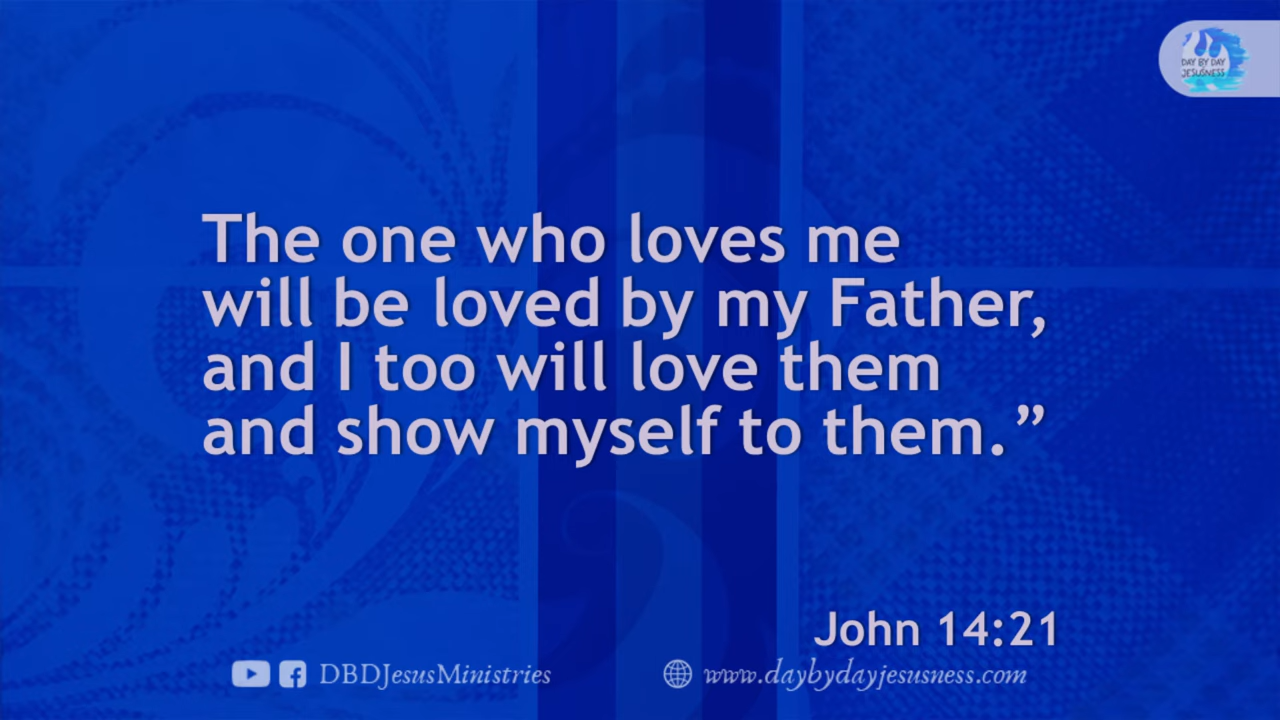 DAY BY DAY
JESUSNESS
The one who loves me
will be loved by my Father,
and I too will love them
and show myself to them.”
John 14:21
DBDJesusMinistries
www.daybydayjesusness.com